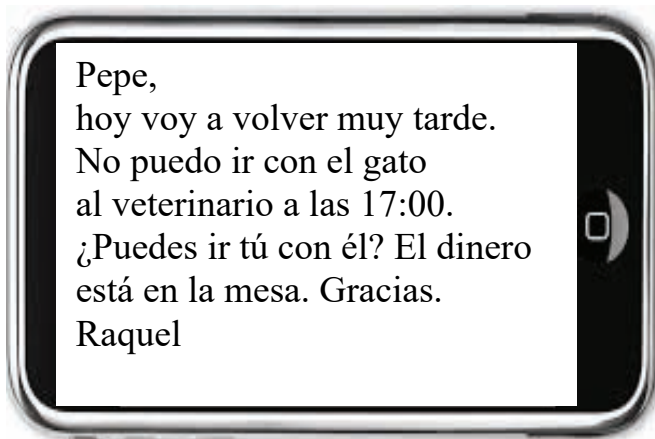 Pepe,
hoy voy a volver muy tarde.
No puedo ir con el gato
al veterinario a las 17:00.
¿Puedes ir tú con él? El dinero
está en la mesa. Gracias.
Raquel